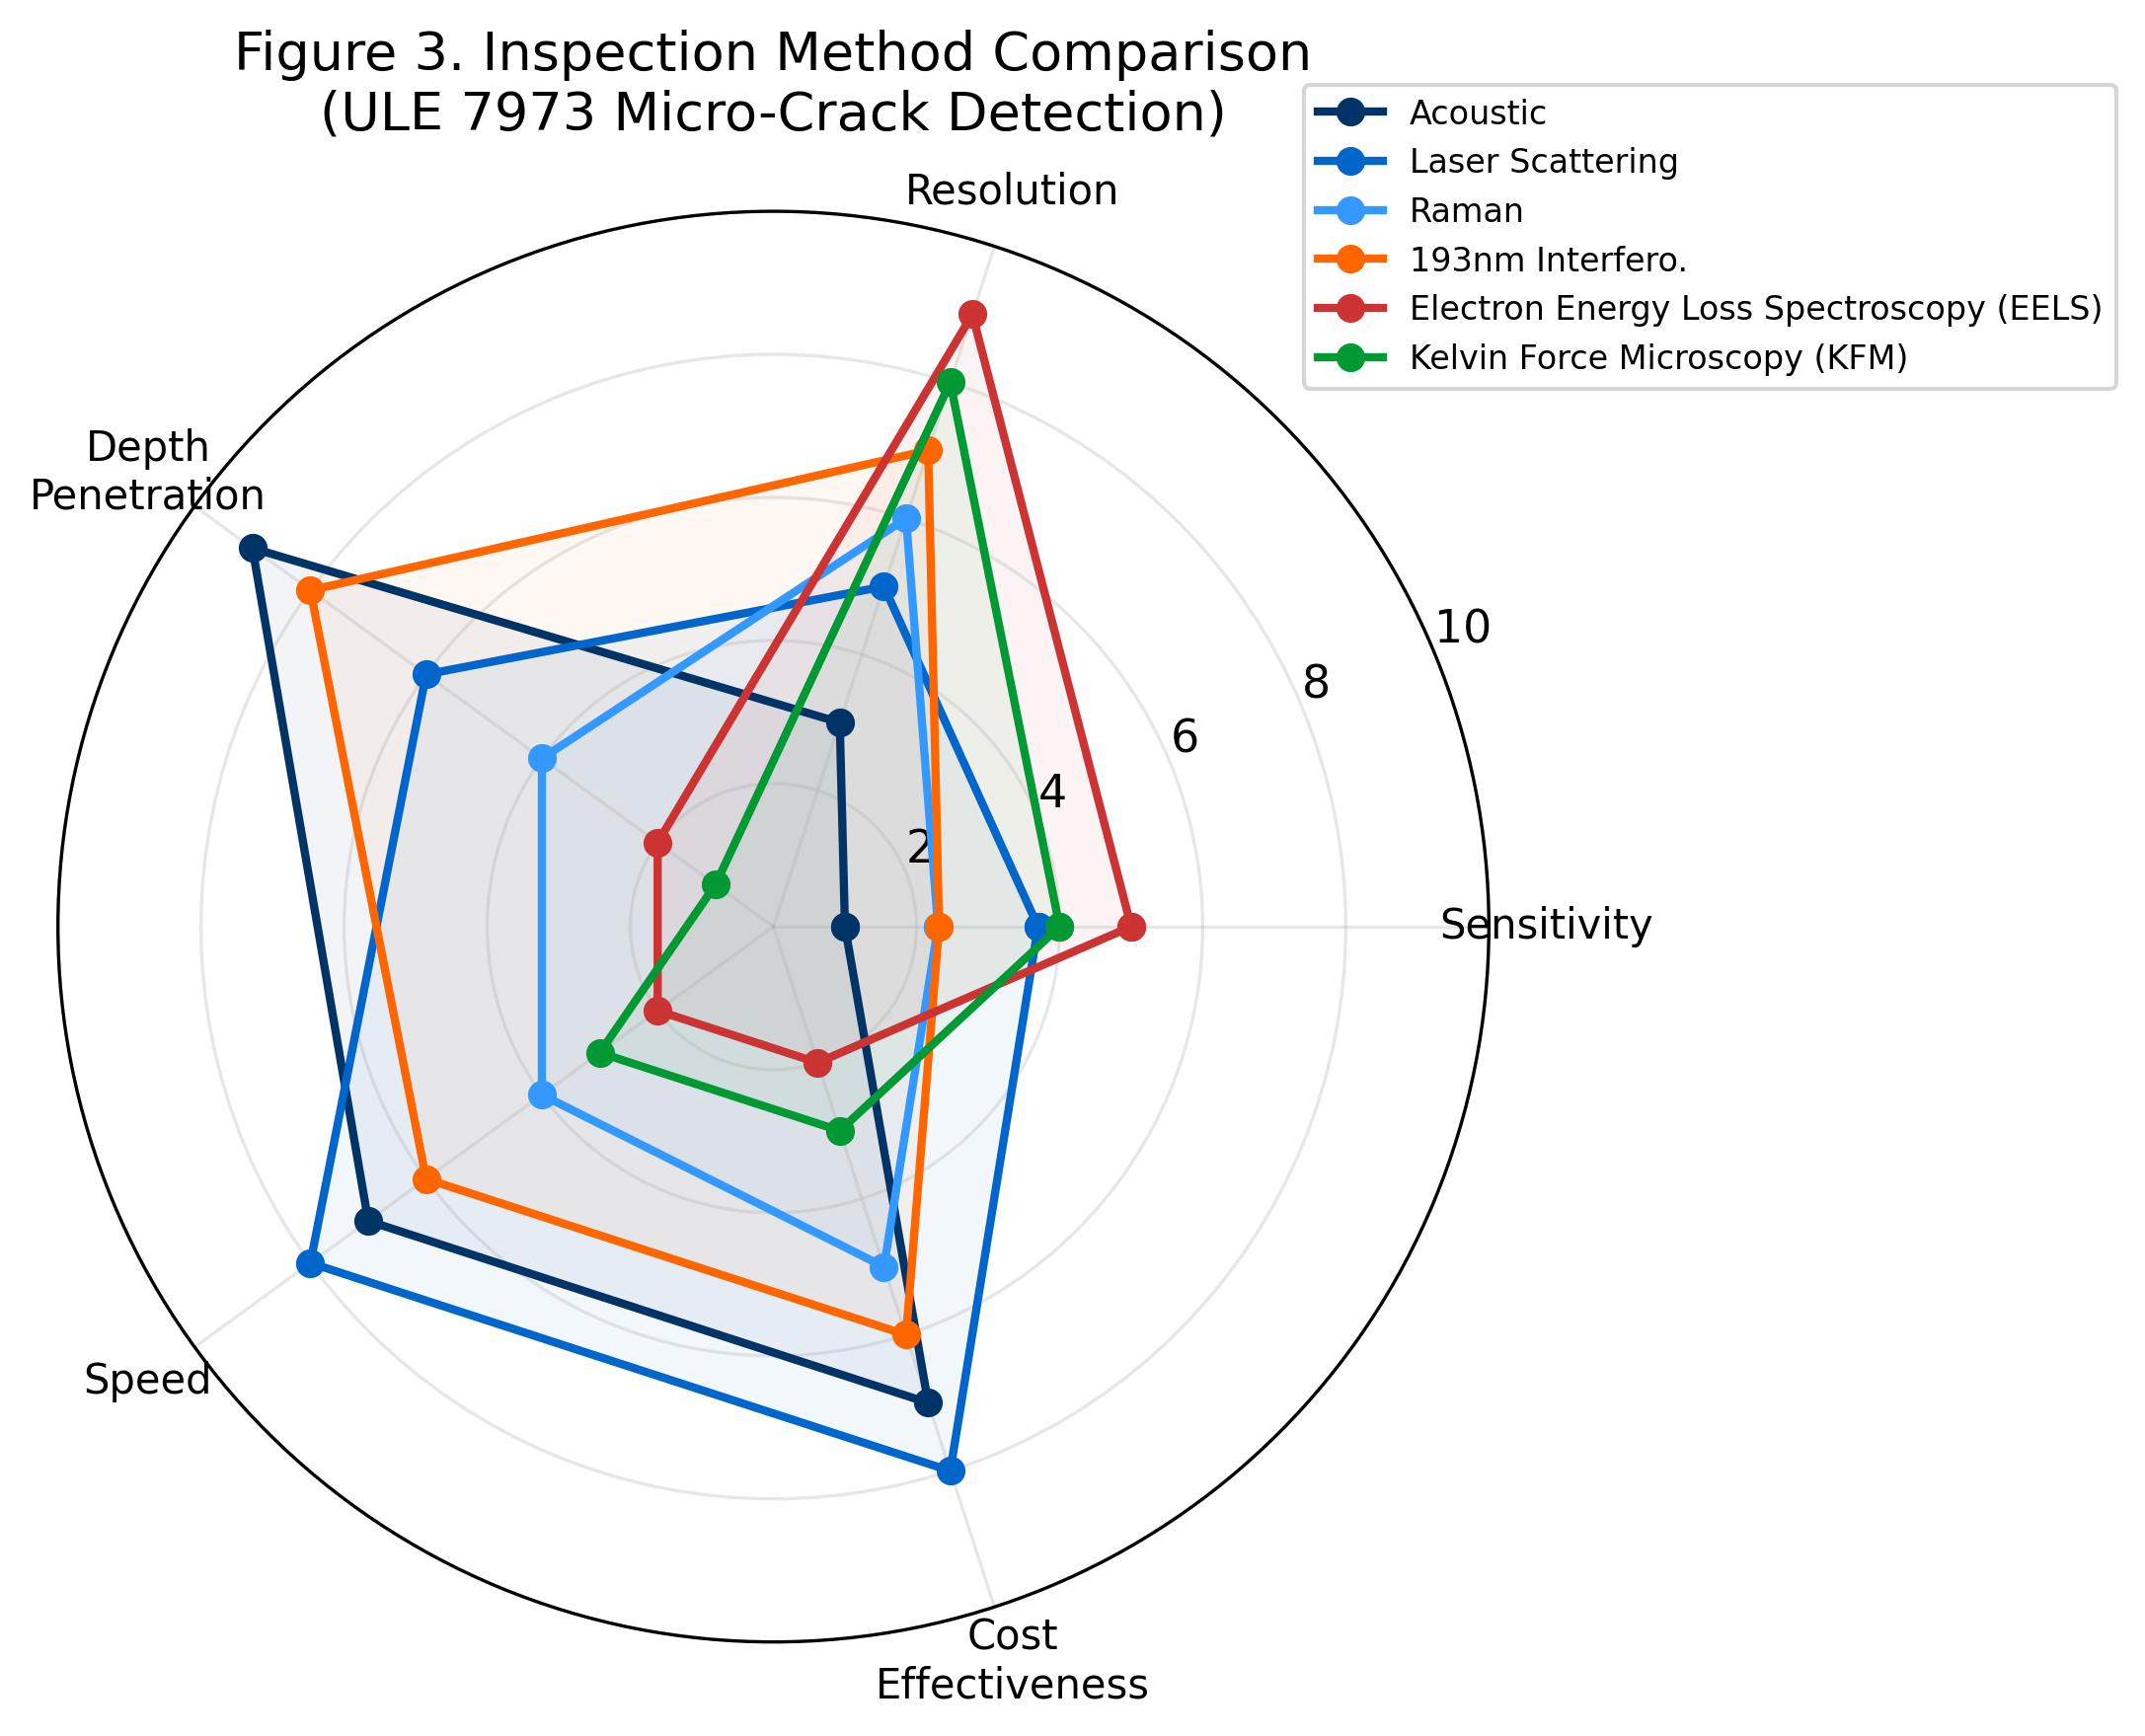 Figure 3. Inspection Method Comparison
(ULE 7973 Micro-Crack Detection)
Acoustic
Laser Scattering
Raman
193nm Interfero.
Electron Energy Loss Spectroscopy (EELS)
Kelvin Force Microscopy (KFM)
Resolution
Depth
Penetration
10
8
6
4
2
Sensitivity
Speed
Cost
Effectiveness